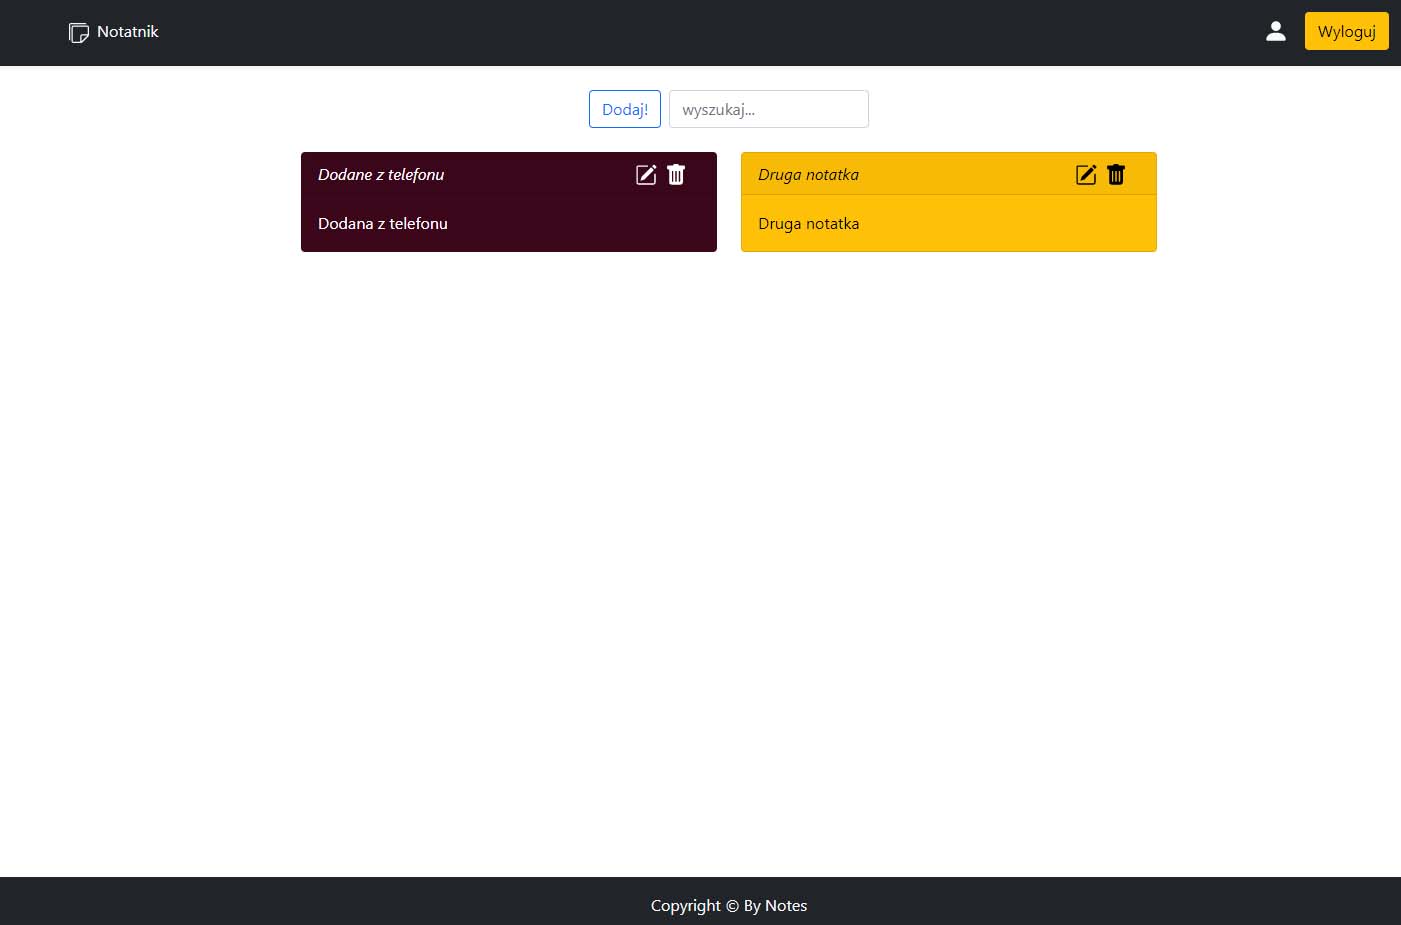 Notatnik
Wyloguj
Dodaj!
wyszukaj...
Dodane z telefonu
Dodana z telefonu
Druga notatka
Druga notatka
Copyright © By Notes